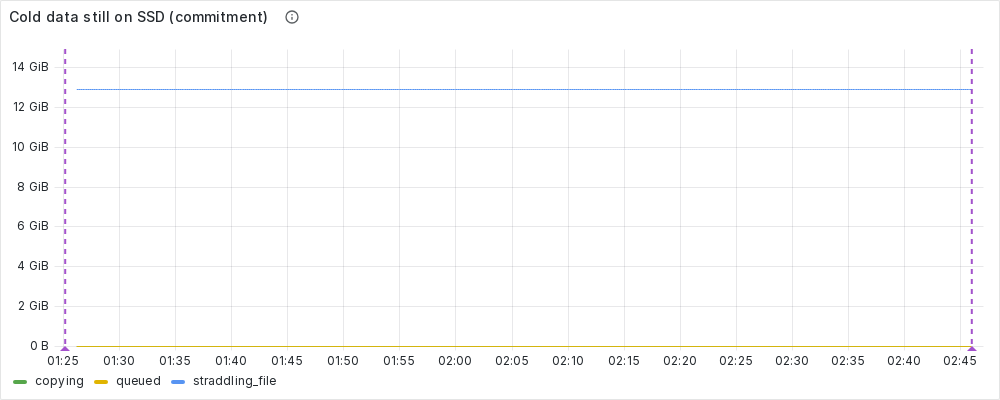 Cold data still on SSD (commitment)
14 GiB
12 GiB
10 GiB
8 GiB
6 GiB
4 GiB
2 GiB
0 B
01:25 01:30 01:35 01:40 01:45 01:50 01:55 02:00 02:05 02:10 02:15 02:20 02:25 02:30 02:35 02:40 02:45
copying queued straddling_file